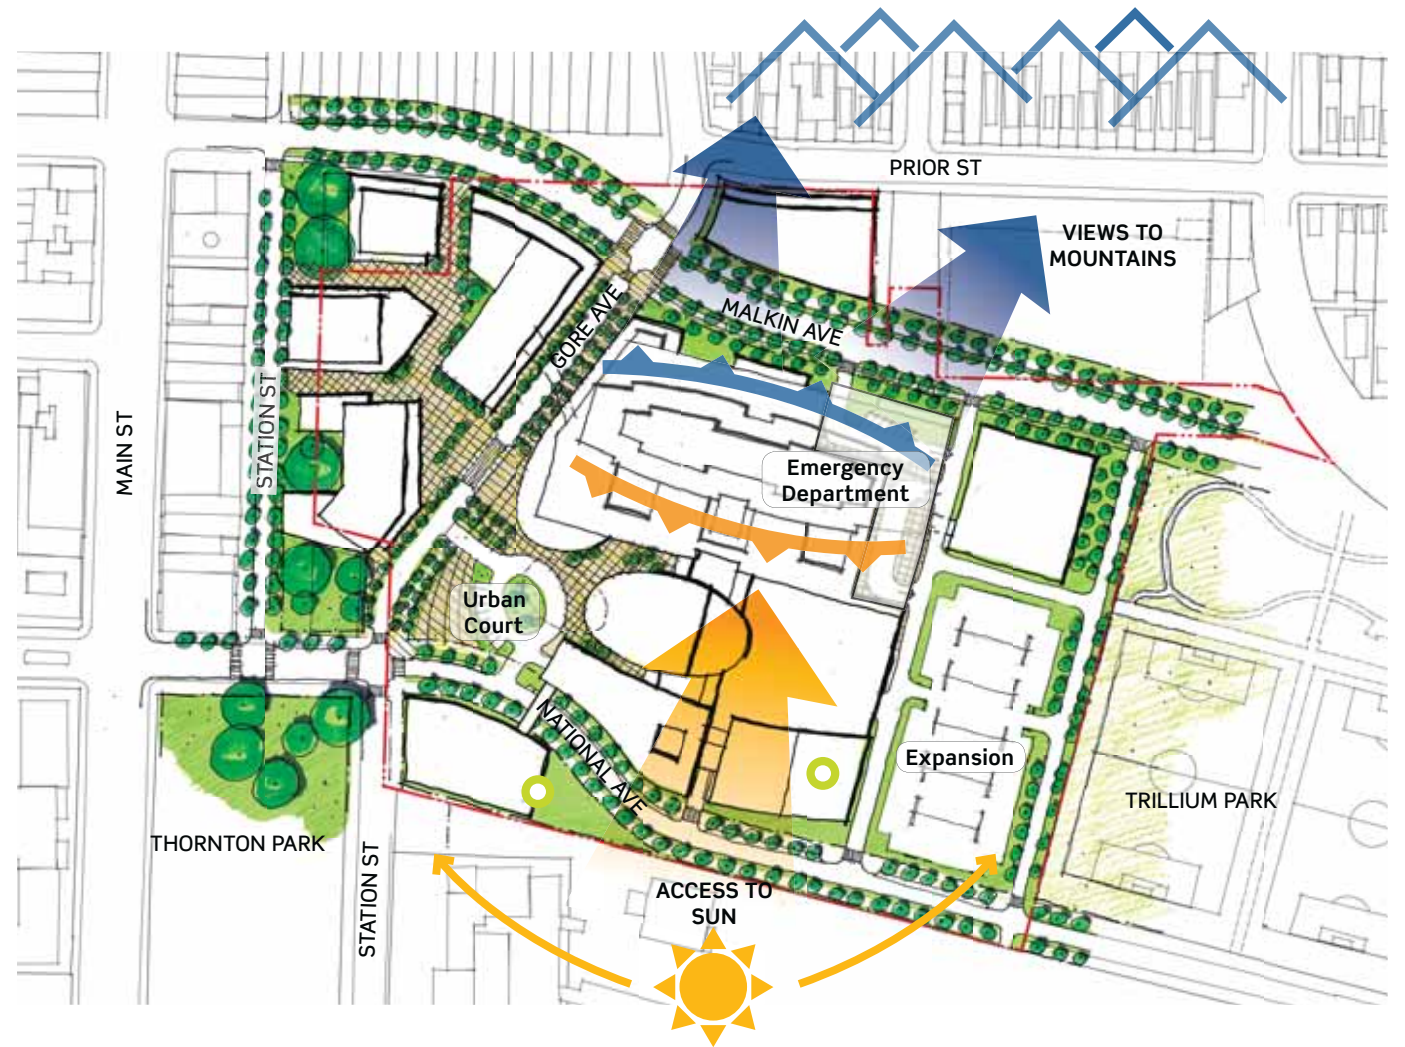 PRIOR ST
VIEWS TO
MOUNTAINS
MALKIN AVE
GORE AVE
MAIN ST
STATION ST
Emergency
Department
Urban
Court
NATIONAL AVE
Expansion
TRILLIUM PARK
THORNTON PARK
STATION ST
ACCESS TO
SUN